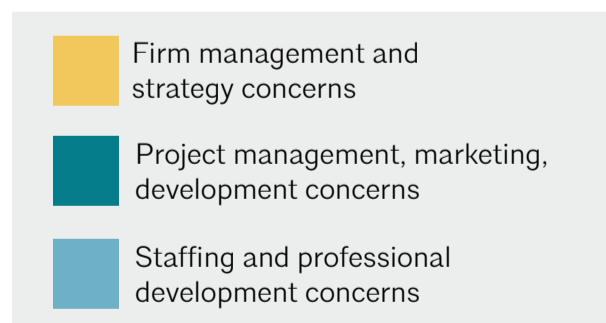 Firm management and
strategy concerns
Project management, marketing,
development concerns
Staffing and professional
development concerns